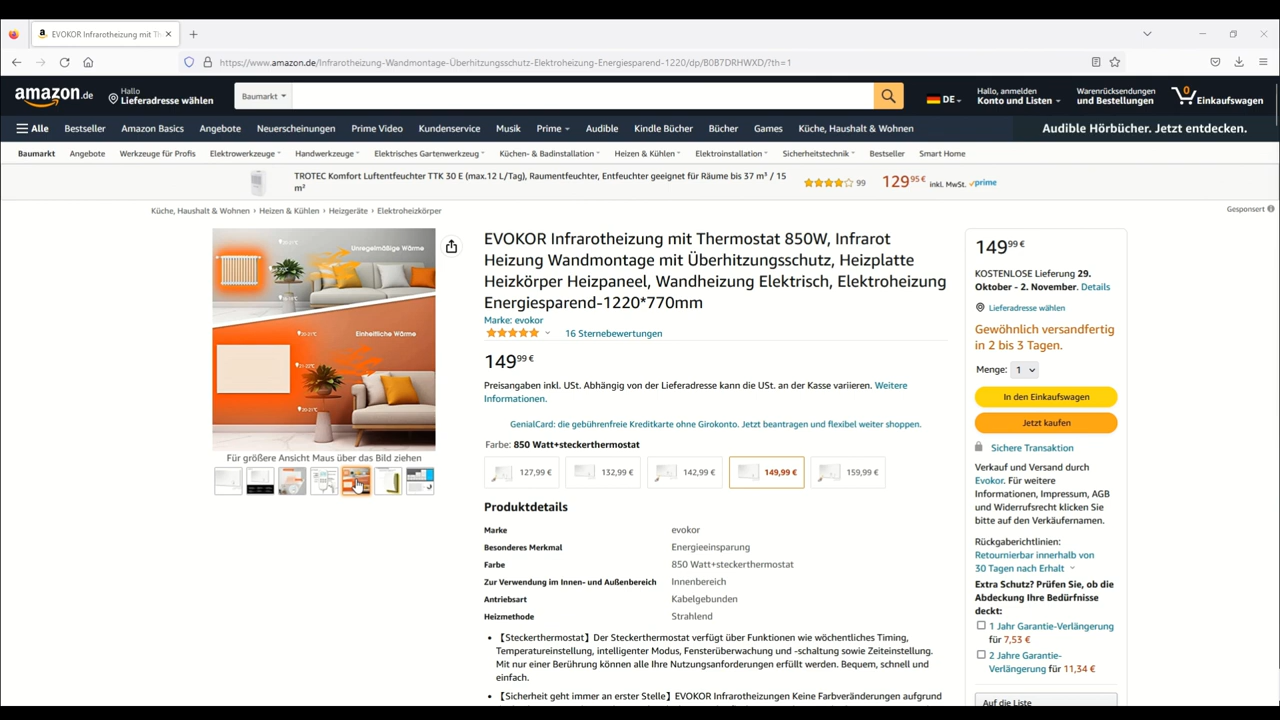 EVOKOR Infrarotheizung mit Th
https://www.amazon.de/Infrarotheizung-Wandmontage-Überhitzungsschutz-Elektroheizung-Energiesparend-1220/dp/B0B7DRHWXD/?th=1
amazon.de
Hallo
Lieferadresse wählen
Baumarkt
DE
Hallo, anmelden
Konto und Listen
Warenrücksendungen
und Bestellungen
0
Einkaufswagen
Alle Bestseller Amazon Basics Angebote Neuerscheinungen Prime Video Kundenservice Musik Prime Audible Kindle Bücher Bücher Games Küche, Haushalt & Wohnen Audible Hörbücher. Jetzt entdecken.
Baumarkt Angebote Werkzeuge für Profis Elektrowerkzeuge Handwerkzeuge Elektrisches Gartenwerkzeug Küchen- & Badinstallation Heizen & Kühlen Elektroinstallation Sicherheitstechnik Bestseller Smart Home
TROTEC Komfort Luftentfeuchter TTK 30 E (max.12 L/Tag), Raumentfeuchter, Entfeuchter geeignet für Räume bis 37 m³ / 15
m²
99
129,95 € inkl. MwSt. prime
Küche, Haushalt & Wohnen › Heizen & Kühlen › Heizgeräte › Elektroheizkörper
Gesponsert
Unregelmäßige Wärme
Einheitliche Wärme
20-21℃
21-22℃
20-21℃
Für größere Ansicht Maus über das Bild ziehen
EVOKOR Infrarotheizung mit Thermostat 850W, Infrarot
Heizung Wandmontage mit Überhitzungsschutz, Heizplatte
Heizkörper Heizpaneel, Wandheizung Elektrisch, Elektroheizung
Energiesparend-1220*770mm
Marke: evokor
16 Sternebewertungen
149 99 €
Preisangaben inkl. USt. Abhängig von der Lieferadresse kann die USt. an der Kasse variieren. Weitere
Informationen.
GenialCard: die gebührenfreie Kreditkarte ohne Girokonto. Jetzt beantragen und flexibel weiter shoppen.
Farbe: 850 Watt+steckerthermostat
127,99 € 132,99 € 142,99 € 149,99 € 159,99 €
Produktdetails
Marke evokor
Besonderes Merkmal Energieeinsparung
Farbe 850 Watt+steckerthermostat
Zur Verwendung im Innen- und Außenbereich Innenbereich
Antriebsart Kabelgebunden
Heizmethode Strahlend
• 【Steckerthermostat】Der Steckerthermostat verfügt über Funktionen wie wöchentliches Timing,
Temperatureinstellung, intelligenter Modus, Fensterüberwachung und -schaltung sowie Zeiteinstellung.
Mit nur einer Berührung können alle Ihre Nutzungsanforderungen erfüllt werden. Bequem, schnell und
einfach.
• 【Sicherheit geht immer an erster Stelle】EVOKOR Infrarotheizungen Keine Farbveränderungen aufgrund
149 99 €
KOSTENLOSE Lieferung 29.
Oktober - 2. November. Details
Lieferadresse wählen
Gewöhnlich versandfertig
in 2 bis 3 Tagen.
Menge: 1
In den Einkaufswagen
Jetzt kaufen
Sichere Transaktion
Verkauf und Versand durch
Evokor. Für weitere
Informationen, Impressum, AGB
und Widerrufsrecht klicken Sie
bitte auf den Verkäufernamen.
Rückgaberichtlinien:
Retournierbar innerhalb von
30 Tagen nach Erhalt
Extra Schutz? Prüfen Sie, ob die
Abdeckung Ihre Bedürfnisse
deckt:
1 Jahr Garantie-Verlängerung
für 7,53 €
2 Jahre Garantie-
Verlängerung für 11,34 €
Auf die Liste